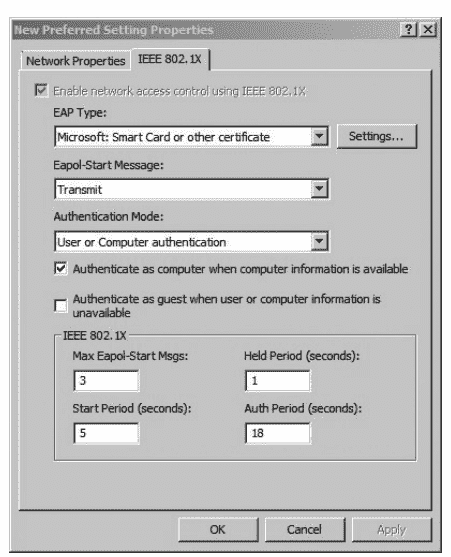 New Preferred Setting Properties
Network Properties IEEE 802.1X
Enable network access control using IEEE 802.1X
EAP Type:
Microsoft: Smart Card or other certificate Settings...
Eapol-Start Message:
Transmit
Authentication Mode:
User or Computer authentication
Authenticate as computer when computer information is available
Authenticate as guest when user or computer information is
unavailable
IEEE 802.1X
Max Eapol-Start Msgs: Held Period (seconds):
3 1
Start Period (seconds): Auth Period (seconds):
5 18
OK Cancel Apply